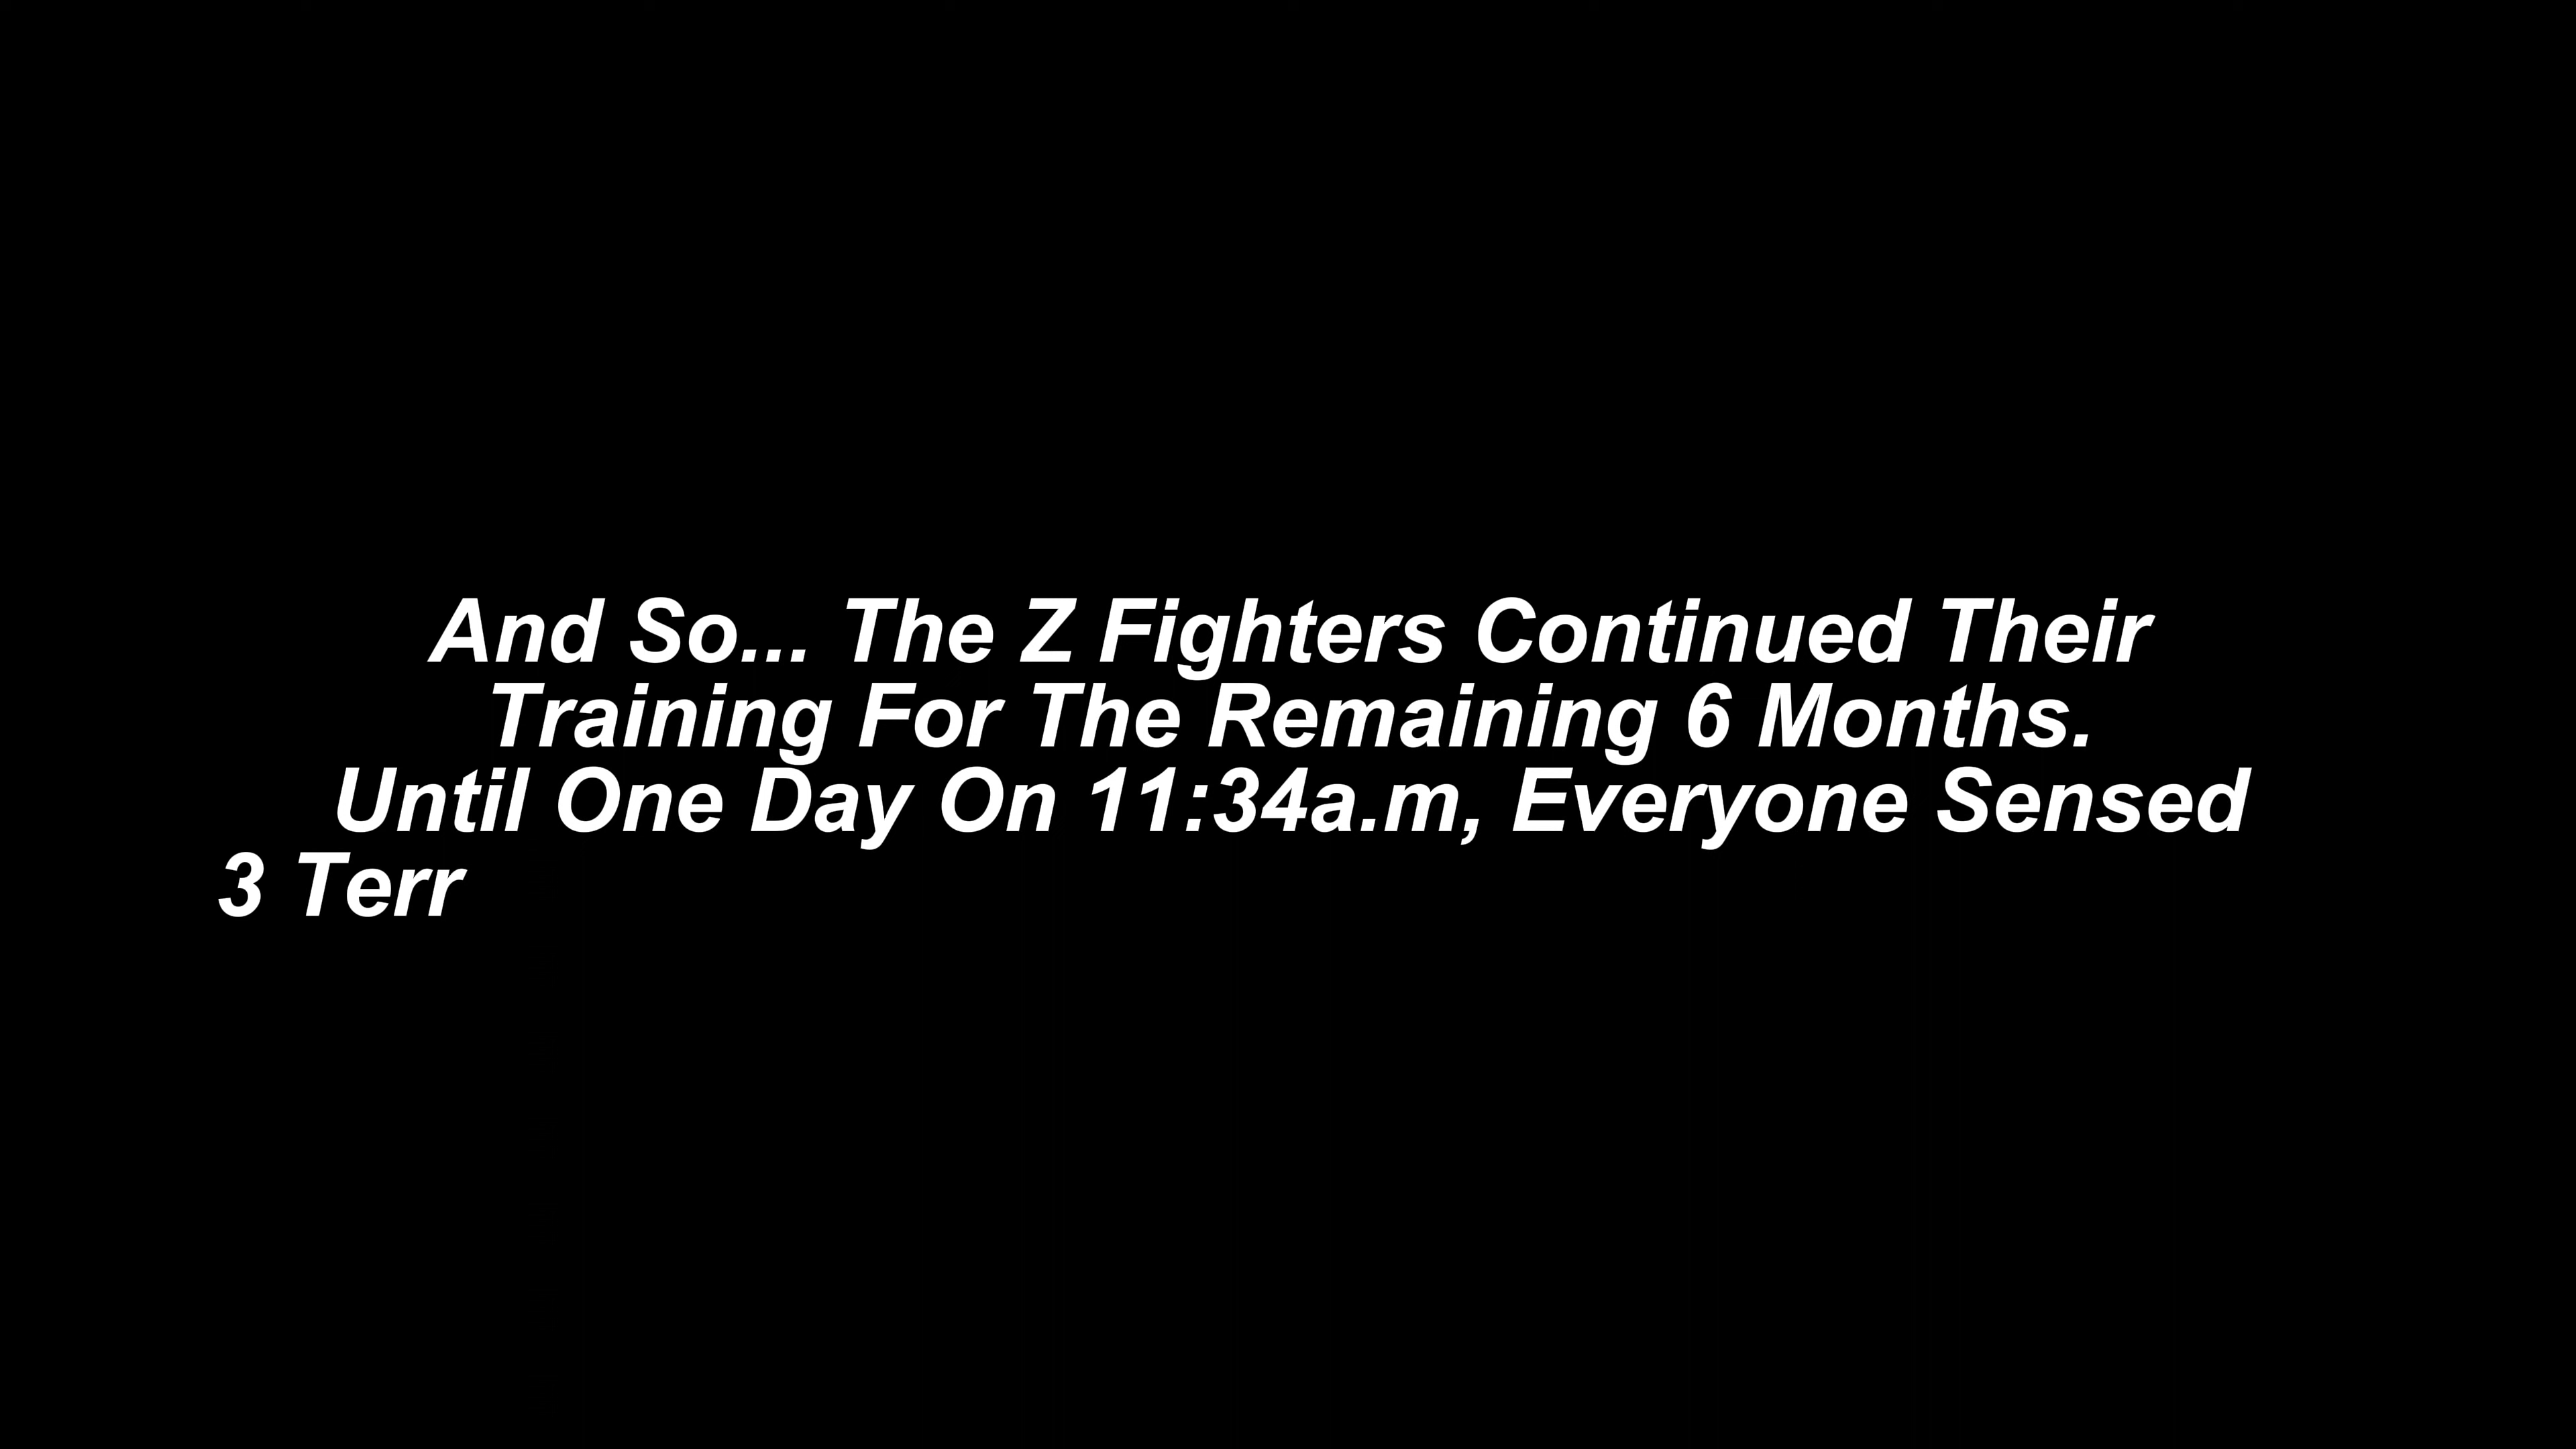 And So... The Z Fighters Continued Their
Training For The Remaining 6 Months.
Until One Day On 11:34a.m, Everyone Sensed
3 Terr